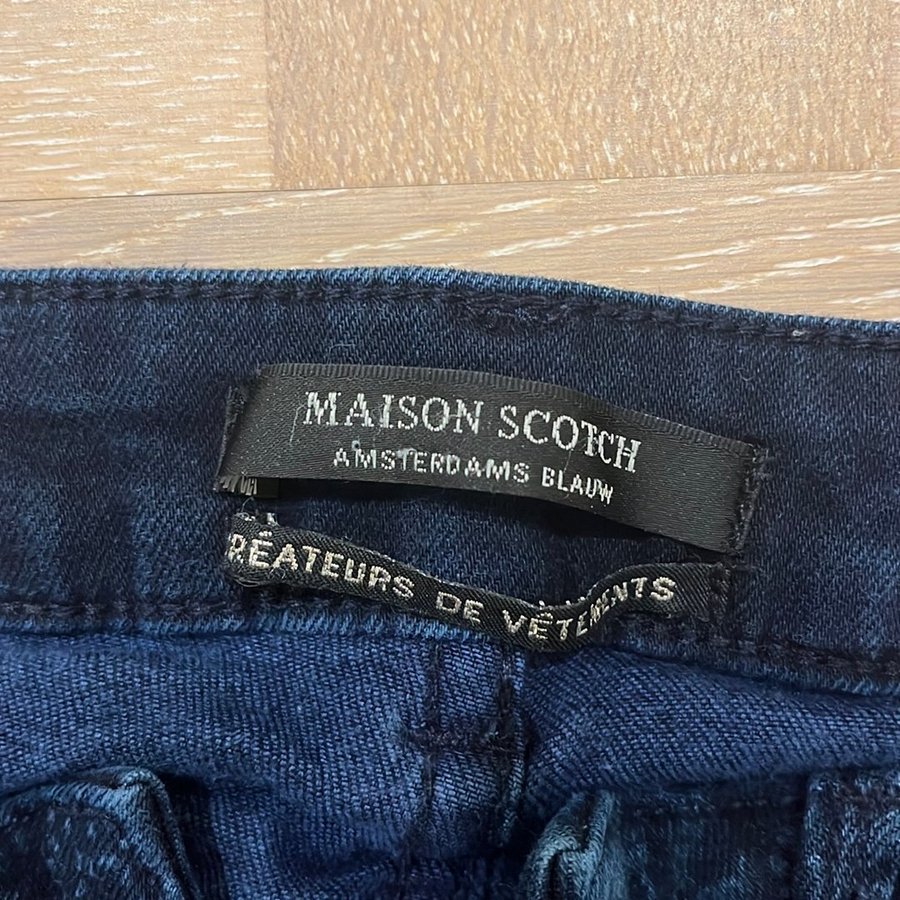 MAISON SCOTCH
AMSTERDAMS BLAUW
RÉATEURS DE VÊTEMENTS